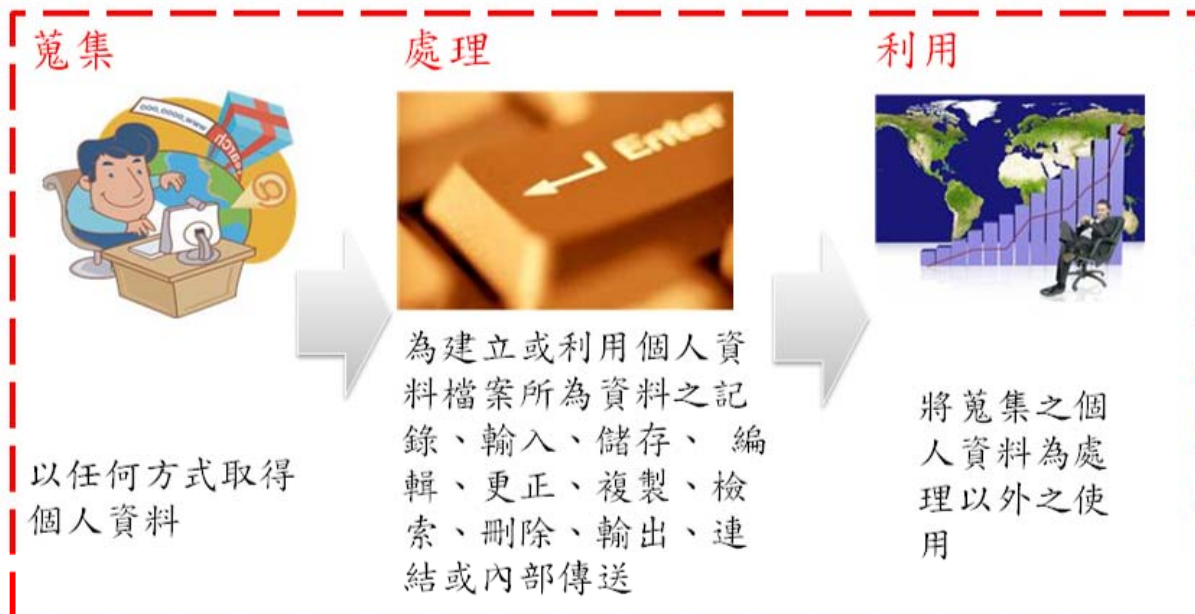 蒐集
000,0000,www
earch
@
以任何方式取得
個人資料
處理
Enter
為建立或利用個人資
料檔案所為資料之記
錄、輸入、儲存、 編
輯、更正、複製、檢
索、刪除、輸出、連
結或內部傳送
利用
將蒐集之個
人資料為處
理以外之使
用